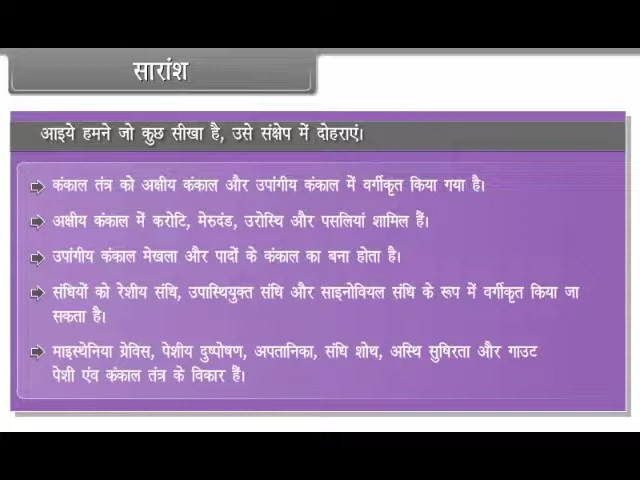 सारांश
आइये हमने जो कुछ सीखा है, उसे संक्षेप में दोहराएं।
कंकाल तंत्र को अक्षीय कंकाल और उपांगीय कंकाल में वर्गीकृत किया गया है।
अक्षीय कंकाल में करोटि, मेरुदंड, उरोस्थि और पसलियां शामिल हैं।
उपांगीय कंकाल मेखला और पादों के कंकाल का बना होता है।
संधियों को रेशीय संधि, उपास्थियुक्त संधि और साइनोवियल संधि के रूप में वर्गीकृत किया जा
सकता है।
माइस्थेनिया ग्रेविस, पेशीय दुष्पोषण, अपतानिका, संधि शोथ, अस्थि सुषिरता और गाउट
पेशी एंव कंकाल तंत्र के विकार हैं।